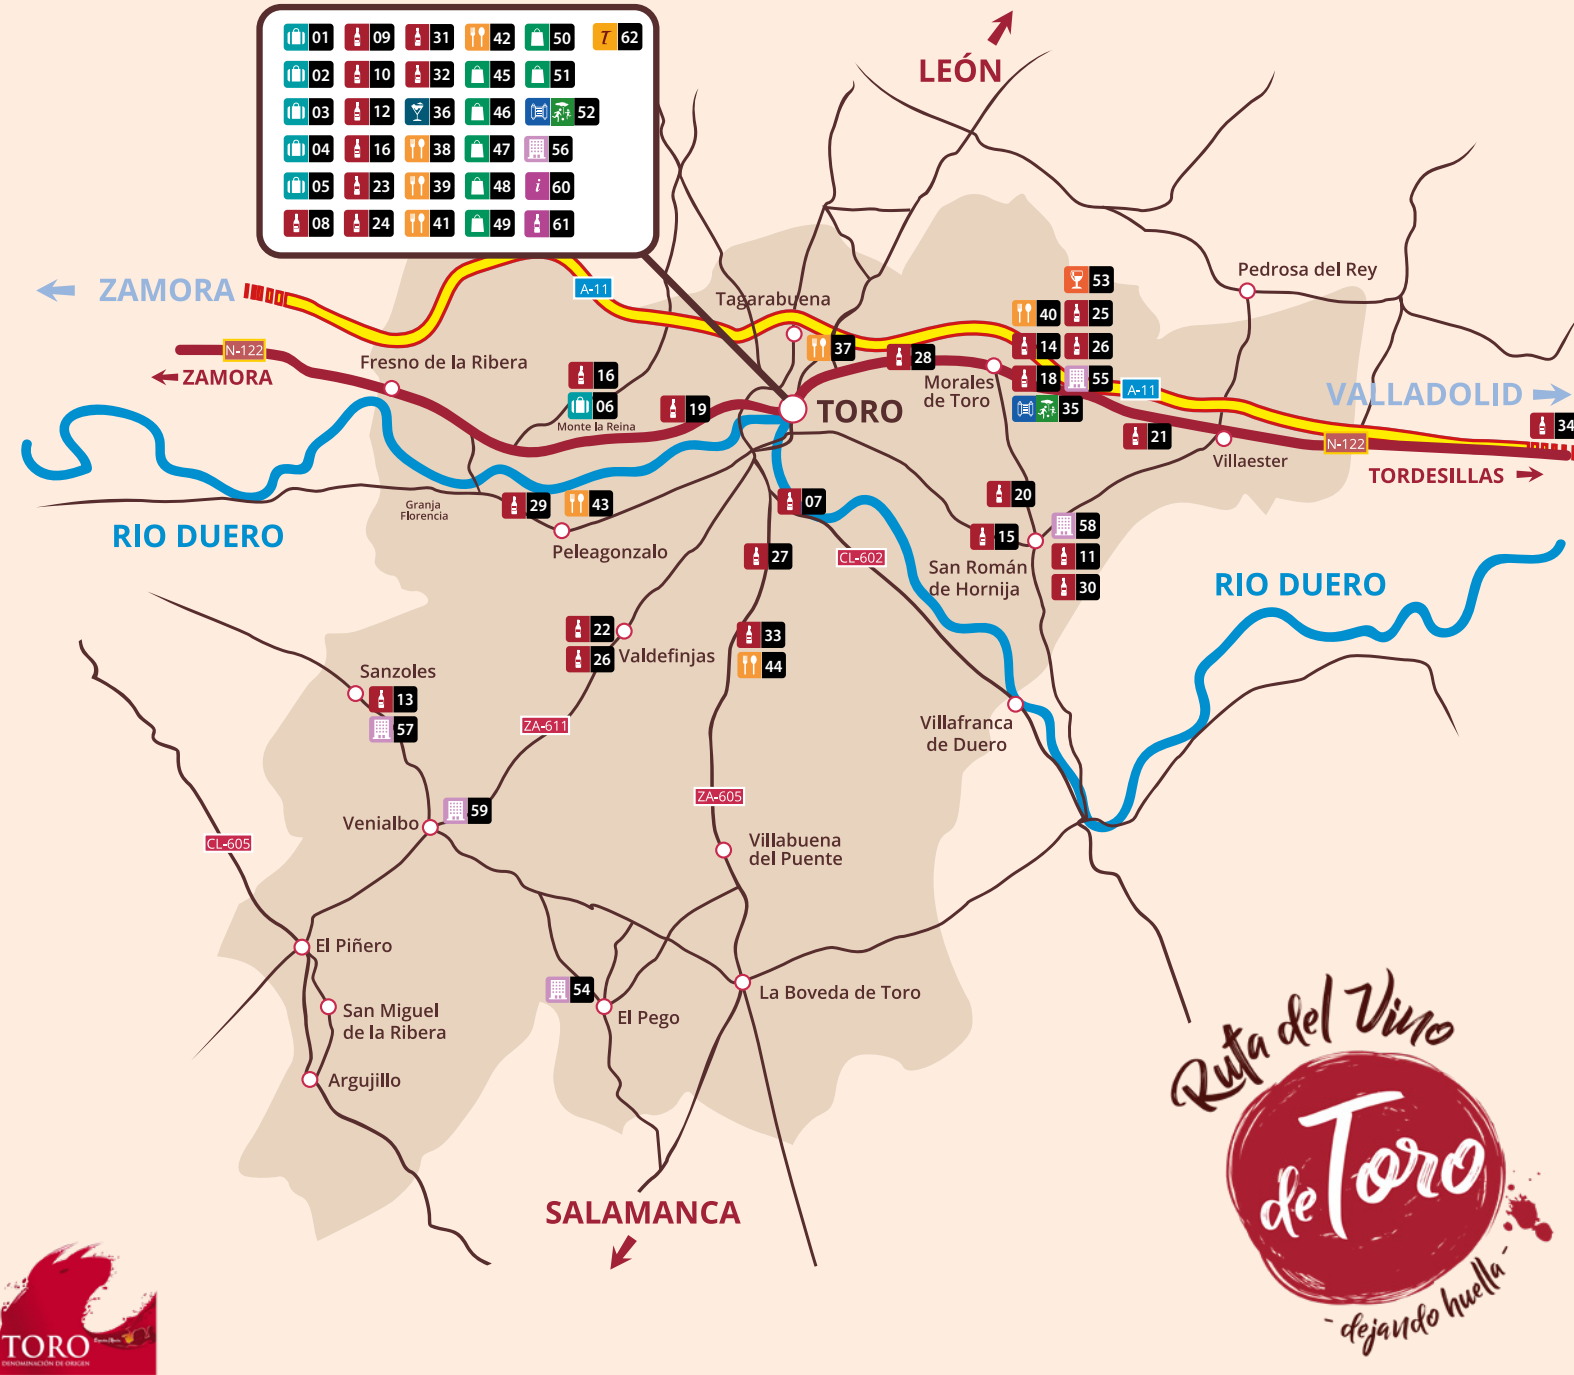 01 09 31 42 50 62
02 10 32 45 51
03 12 36 46 52
04 16 38 47 56
05 23 39 48 60
08 24 41 49 61
LEÓN
ZAMORA
A-11
Tagarabuena
Pedrosa del Rey
53
40 25
14 26
18 55
35
N-122
ZAMORA
Fresno de la Ribera
16
06
Monte la Reina
19
37
28
Morales
de Toro
TORO
A-11
VALLADOLID
34
21
Villaester
N-122
TORDESILLAS
Granja
Florencia
29
43
Peleagonzalo
RIO DUERO
07
27
CL-602
20
15
58
11
30
San Román
de Hornija
RIO DUERO
22
26
Valdefinjas
33
44
Sanzoles
13
57
ZA-611
Villafranca
de Duero
59
Venialbo
ZA-605
CL-605
Villabuena
del Puente
El Piñero
San Miguel
de la Ribera
Argujillo
54
El Pego
La Boveda de Toro
SALAMANCA
Ruta del Vino
de Toro
- dejando huella -
TORO
DENOMINACIÓN DE ORIGEN